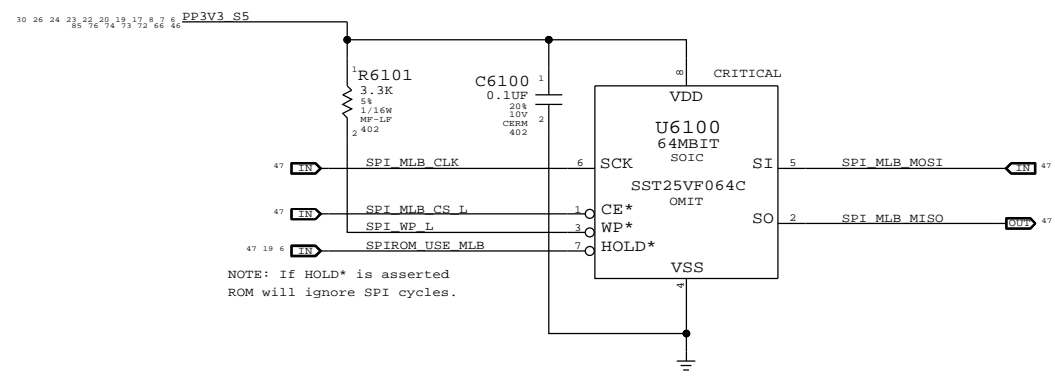 30 26 24 23 22 20 19 17 8 7 6 PP3V3_S5
85 76 74 73 72 66 46
1 R6101
3.3K
5%
1/16W
MF-LF
2 402
C6100 1
0.1UF
20%
10V 2
CERM
402
8 CRITICAL
VDD
U6100
64MBIT
SOIC
SST25VF064C
OMIT
47 IN SPI_MLB_CLK 6 SCK
SI 5 SPI_MLB_MOSI IN 47
47 IN SPI_MLB_CS_L 1 CE*
SPI_WP_L 3 WP*
SO 2 SPI_MLB_MISO OUT 47
47 19 6 IN SPIROM_USE_MLB 7 HOLD*
VSS
4
NOTE: If HOLD* is asserted
ROM will ignore SPI cycles.